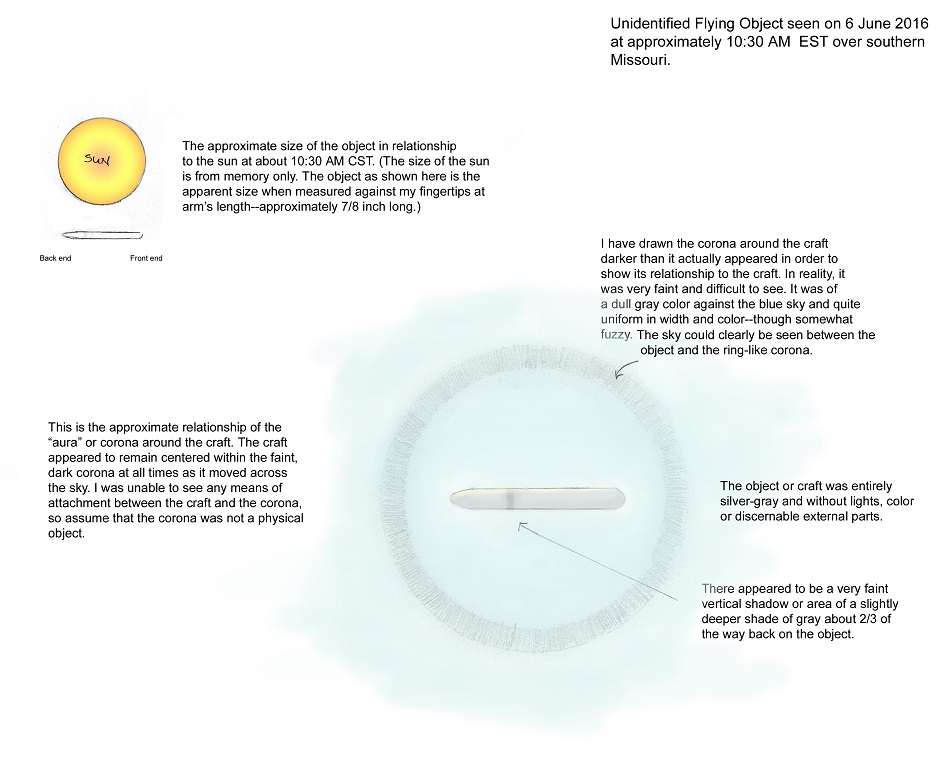 Unidentified Flying Object seen on 6 June 2016
at approximately 10:30 AM EST over southern
Missouri.
SUN
The approximate size of the object in relationship
to the sun at about 10:30 AM CST. (The size of the sun
is from memory only. The object as shown here is the
apparent size when measured against my fingertips at
arm's length--approximately 7/8 inch long.)
Back end
Front end
I have drawn the corona around the craft
darker than it actually appeared in order to
show its relationship to the craft. In reality, it
was very faint and difficult to see. It was of
a dull gray color against the blue sky and quite
uniform in width and color--though somewhat
fuzzy. The sky could clearly be seen between the
object and the ring-like corona.
This is the approximate relationship of the
“aura” or corona around the craft. The craft
appeared to remain centered within the faint,
dark corona at all times as it moved across
the sky. I was unable to see any means of
attachment between the craft and the corona,
so assume that the corona was not a physical
object.
The object or craft was entirely
silver-gray and without lights, color
or discernable external parts.
There appeared to be a very faint
vertical shadow or area of a slightly
deeper shade of gray about 2/3 of
the way back on the object.